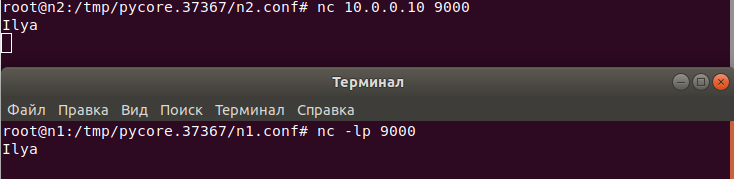 root@n2:/tmp/pycore.37367/n2.conf# nc 10.0.0.10 9000
Ilya
Терминал
Файл Правка Вид Поиск Терминал Справка
root@n1:/tmp/pycore.37367/n1.conf# nc -lp 9000
Ilya